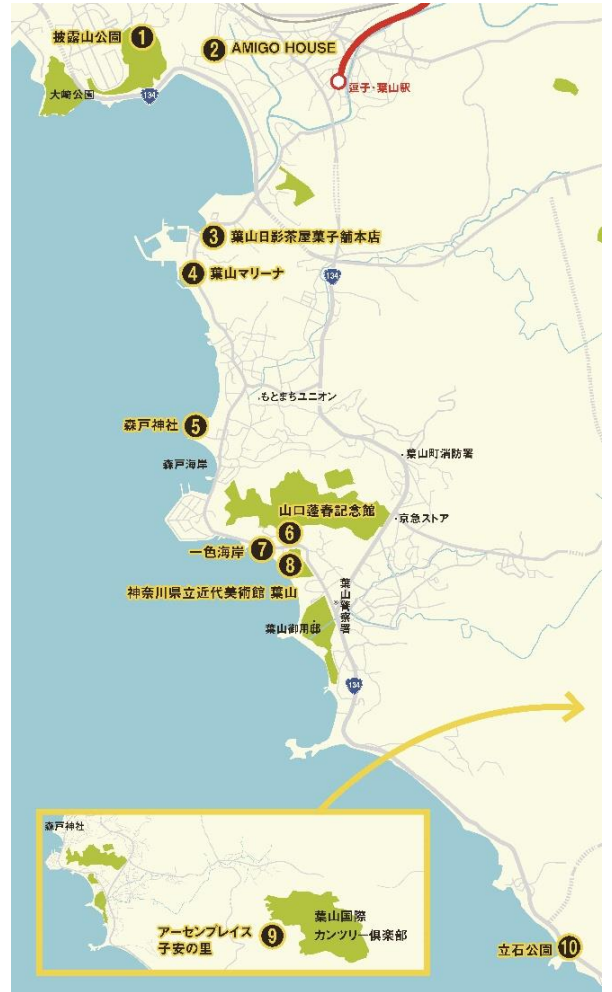 披露山公園 1
2 AMIGO HOUSE
大崎公園
134
逗子・葉山駅
3 葉山日影茶屋菓子舗本店
4 葉山マリーナ
134
・もとまちユニオン
森戸神社 5
・葉山町消防署
森戸海岸
山口蓬春記念館
6
・京急ストア
一色海岸 7
8
神奈川県立近代美術館 葉山
葉山警察署
葉山御用邸
134
森戸神社
アーセンプレイス
子安の里
9
葉山国際
カンツリー倶楽部
立石公園 10